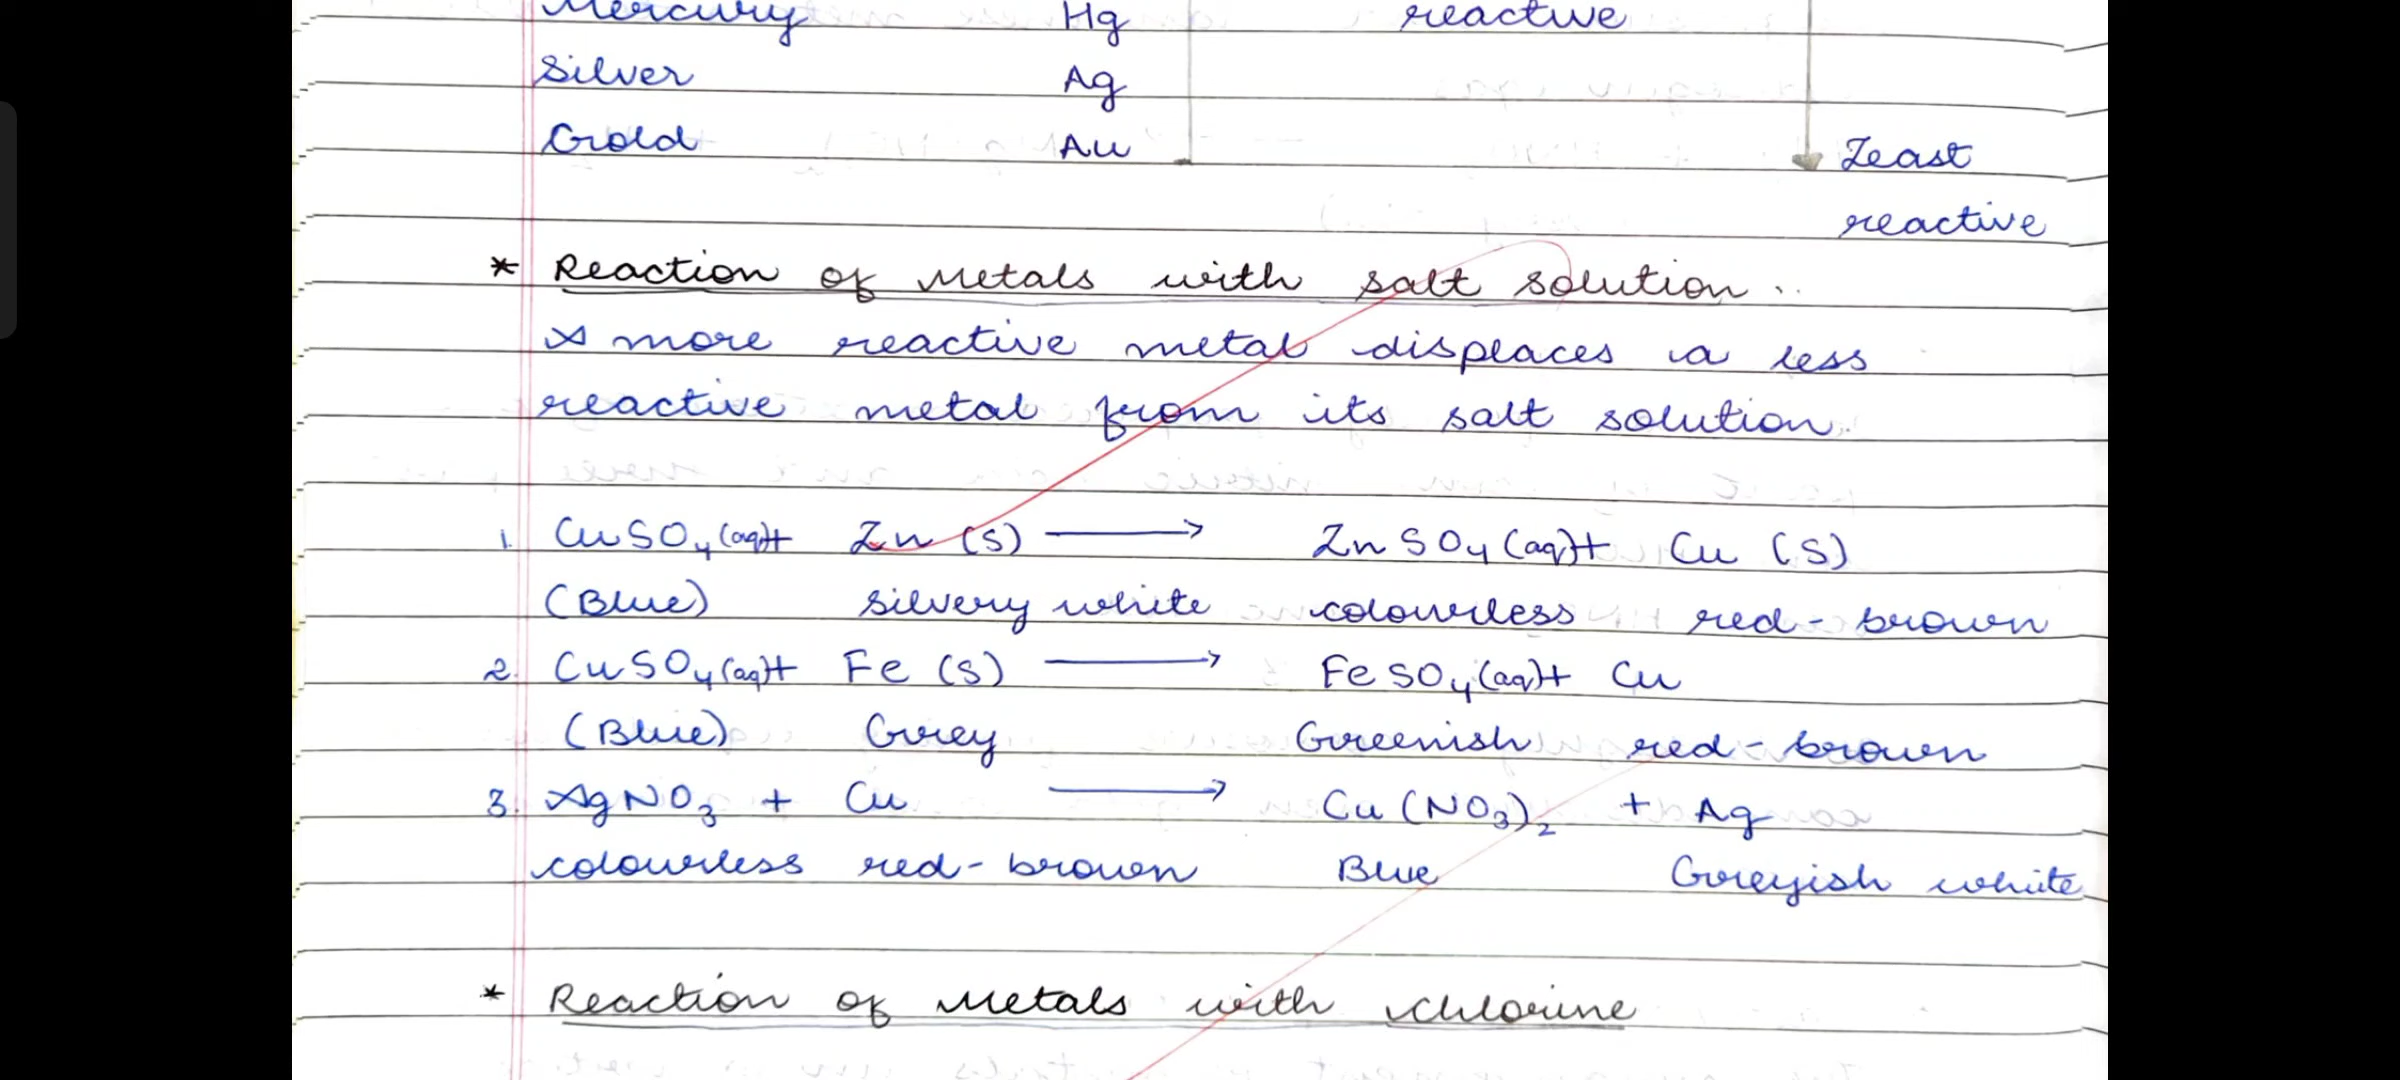 Mercury Hg reactive
Silver Ag
Gold Au Least
reactive
* Reaction of Metals with salt solution.
A more reactive metal displaces a less
reactive metal from its salt solution.
1. CuSO₄(aq)+ Zn (s) ⟶ ZnSO₄(aq)+ Cu (s)
(Blue) silvery white colourless red-brown
2. CuSO₄(aq)+ Fe (s) ⟶ FeSO₄(aq)+ Cu
(Blue) Grey Greenish red-brown
3. AgNO₃ + Cu ⟶ Cu(NO₃)₂ + Ag
colourless red-brown Blue Greyish white
* Reaction of Metals with chlorine